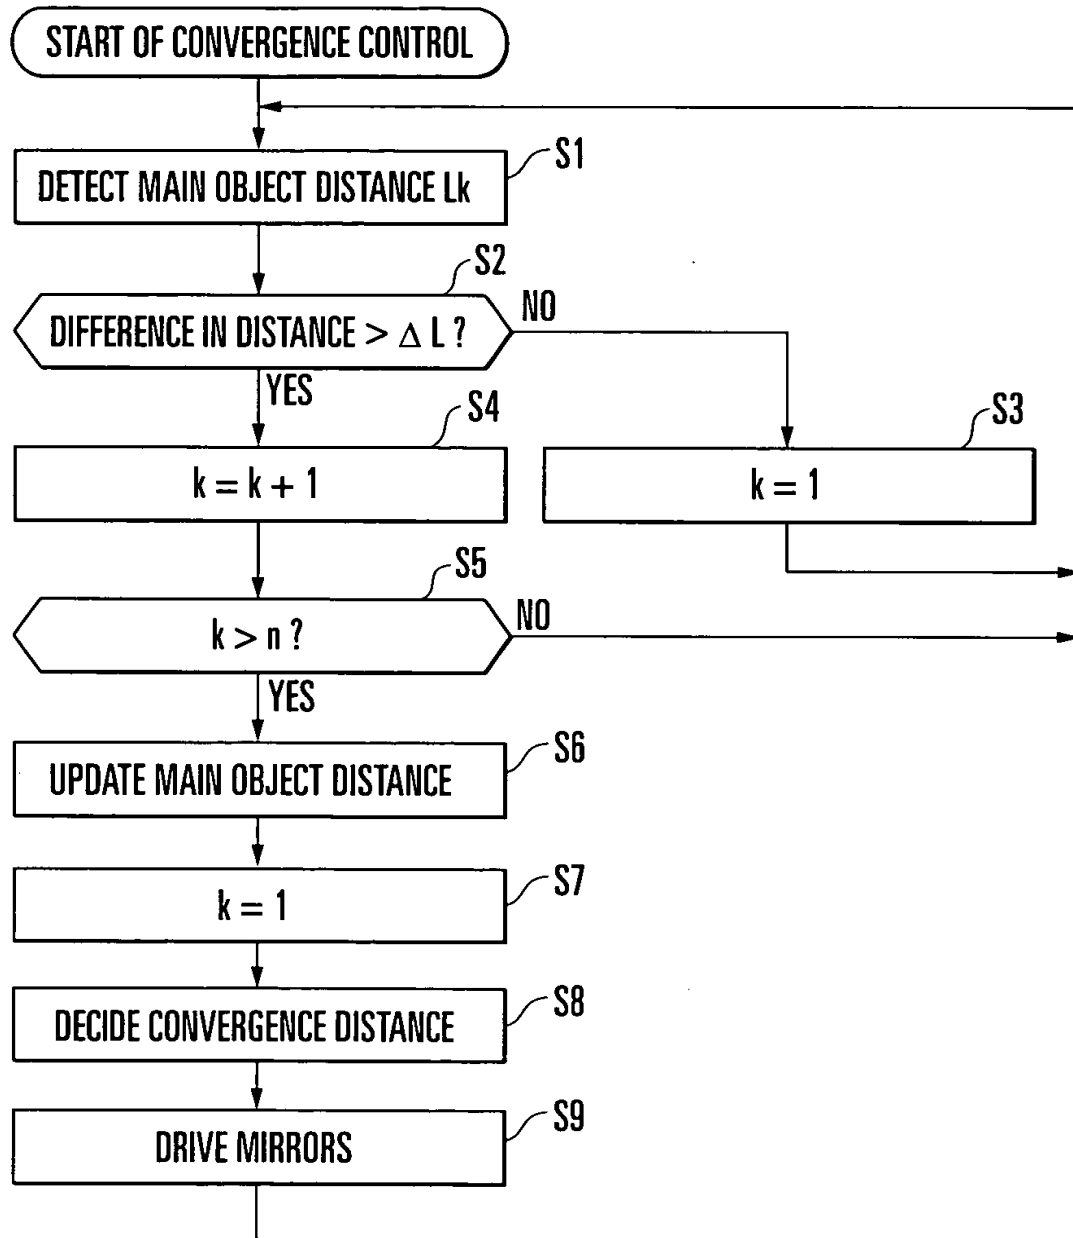 START OF CONVERGENCE CONTROL
S1
DETECT MAIN OBJECT DISTANCE Lk
S2
DIFFERENCE IN DISTANCE > Δ L ?
NO
YES
S4
k = k + 1
S3
k = 1
S5
k > n ?
NO
YES
S6
UPDATE MAIN OBJECT DISTANCE
S7
k = 1
S8
DECIDE CONVERGENCE DISTANCE
S9
DRIVE MIRRORS